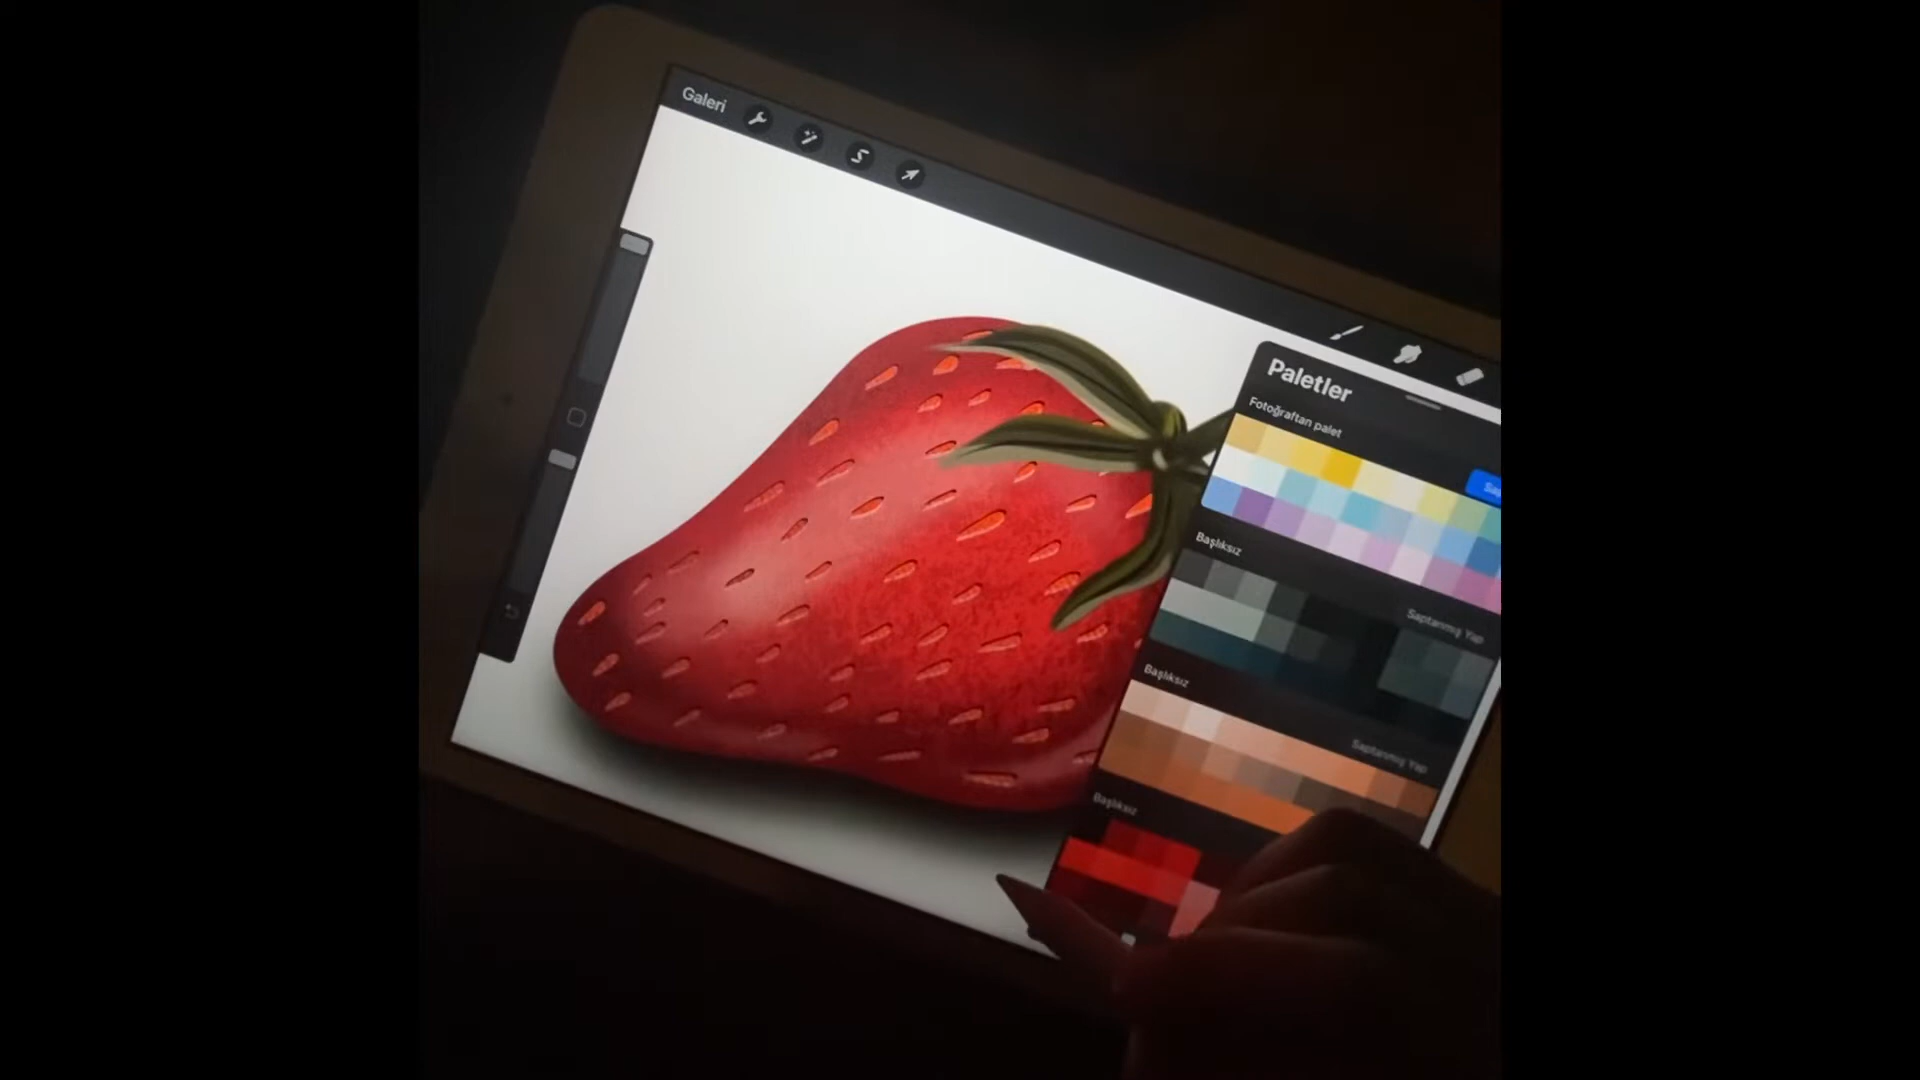 Galeri
Paletler
Fotoğraftan palet
Başlıksız
Saptanmış Yap
Başlıksız
Saptanmış Yap
Başlıksız